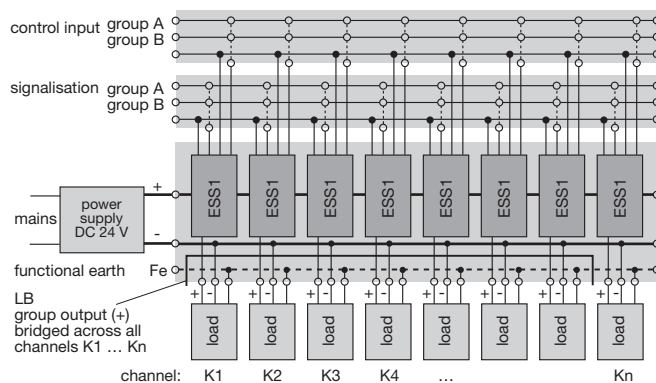 control input
group A
group B
signalisation
group A
group B
ESS1 ESS1 ESS1 ESS1 ESS1 ESS1 ESS1 ESS1
mains
power
supply
DC 24 V
+
-
functional earth Fe
LB
group output (+)
bridged across all
channels K1 ... Kn
+ - + - + - + - + - + - + - + -
load load load load load load load load
channel: K1 K2 K3 K4 ... Kn